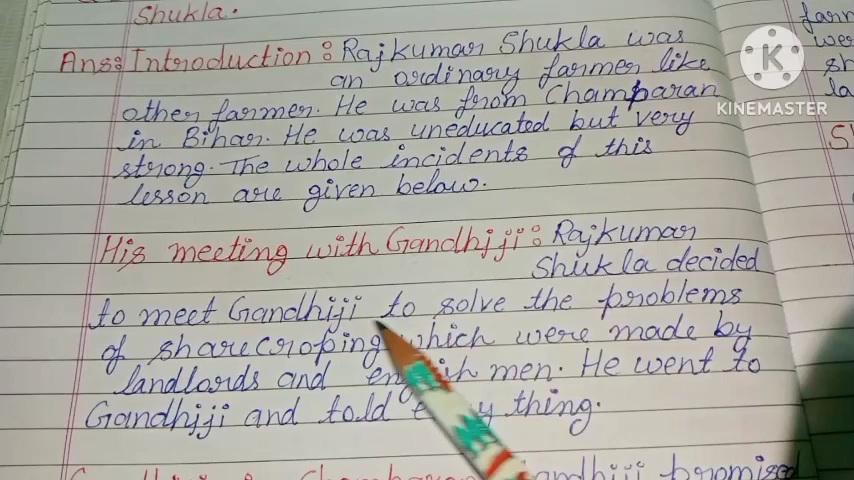 Shukla.
Ans: Introduction: Rajkumar Shukla was
an ordinary farmer like
other farmer. He was from Champaran
in Bihar. He was uneducated but very
strong. The whole incidents of this
lesson are given below.
His meeting with Gandhiji: Rajkumar
Shukla decided
to meet Gandhiji to solve the problems
of sharecroping which were made by
landlords and men. He went to
Gandhiji and told thing.
Gandhiji promised
K
KINEMASTER